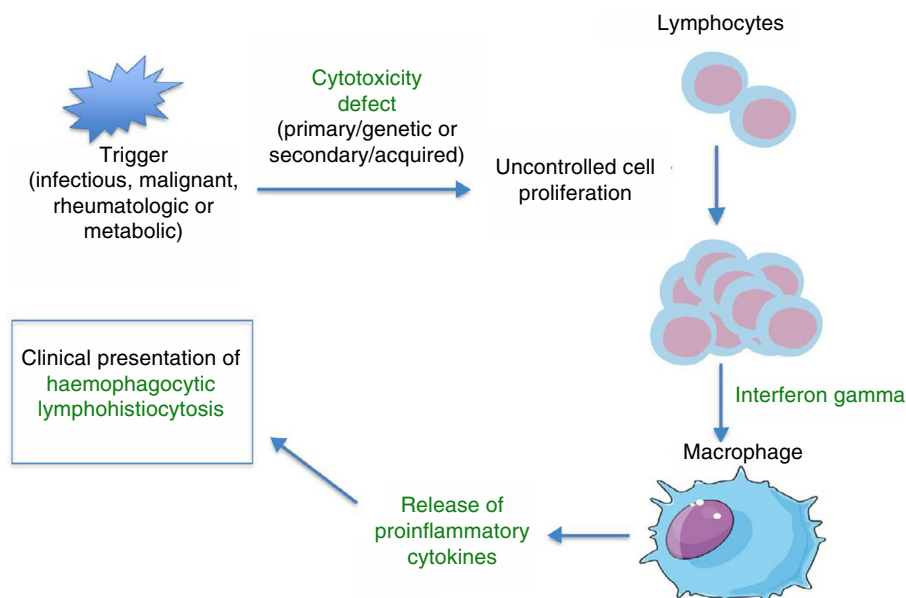 Lymphocytes
Cytotoxicity
defect
(primary/genetic or
secondary/acquired)
Trigger
(infectious, malignant,
rheumatologic or
metabolic)
Uncontrolled cell
proliferation
Interferon gamma
Macrophage
Release of
proinflammatory
cytokines
Clinical presentation of
haemophagocytic
lymphohistiocytosis